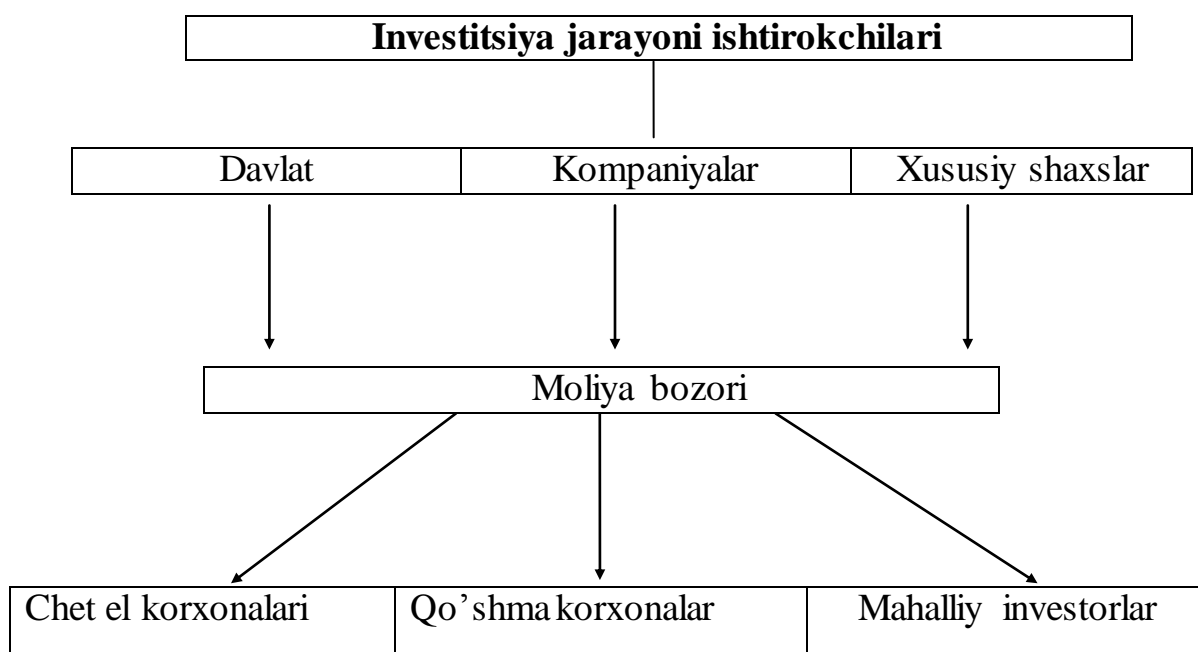 Investitsiya jarayoni ishtirokchilari
Davlat
Kompaniyalar
Xususiy shaxslar
Moliya bozori
Chet el korxonalari
Qo’shma korxonalar
Mahalliy investorlar